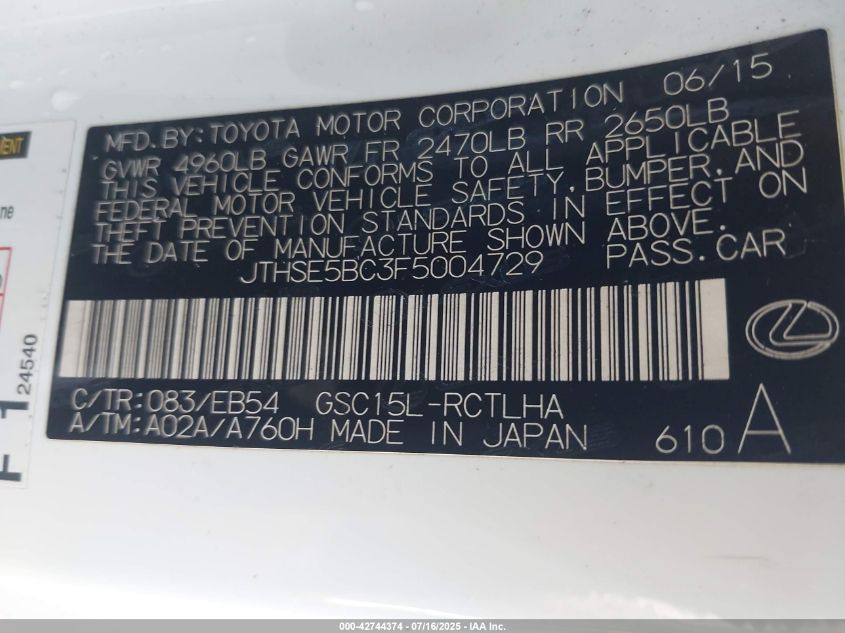 MFD.BY:TOYOTA MOTOR CORPORATION 06/15
GVWR 4960LB GAWR FR 2470LB RR 2650LB
THIS VEHICLE CONFORMS TO ALL APPLICABLE
FEDERAL MOTOR VEHICLE SAFETY,BUMPER,AND
THEFT PREVENTION STANDARDS IN EFFECT ON
THE DATE OF MANUFACTURE SHOWN ABOVE.
JTHSE5BC3F5004729 PASS.CAR
C/TR:083/EB54 GSC15L-RCTLHA
A/TM:A02A/A760H MADE IN JAPAN 610 A
24540
000-42744374 - 07/16/2025 - IAA Inc.